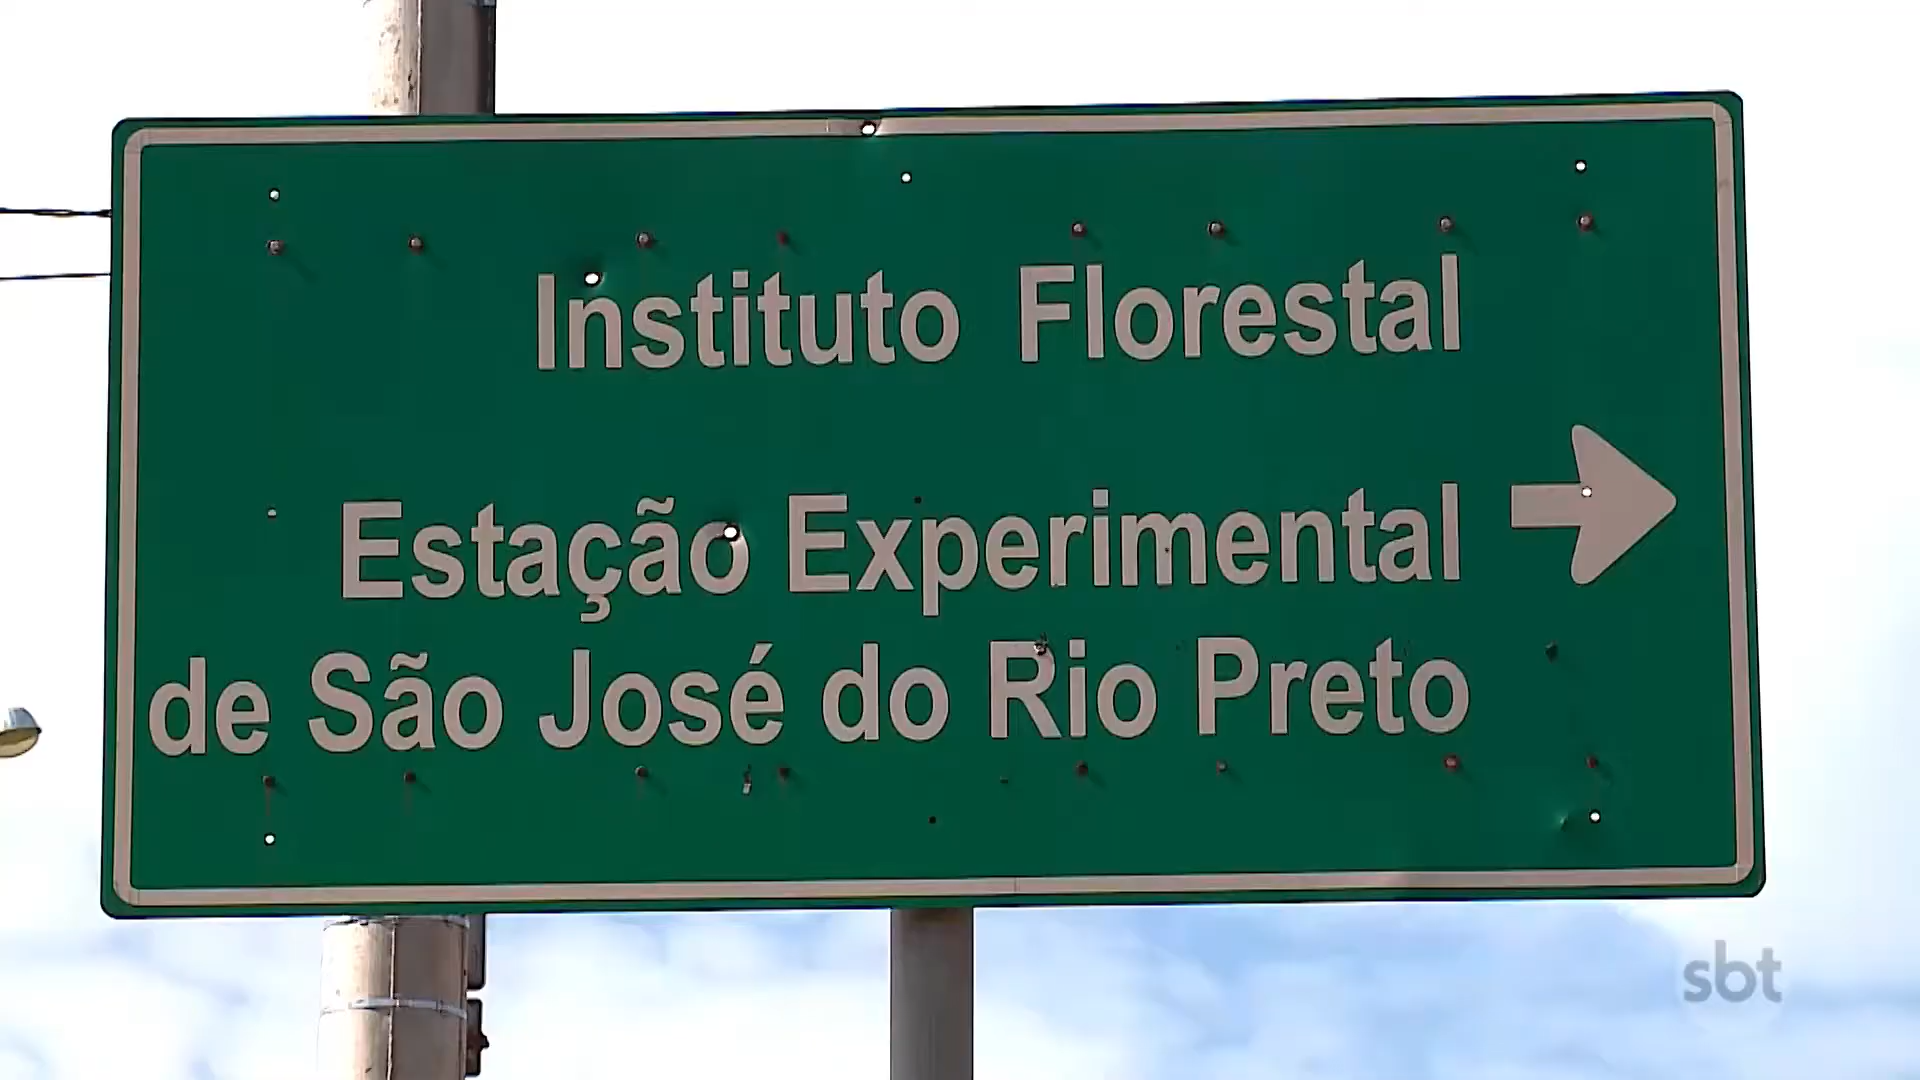 Instituto Florestal
Estação Experimental
de São José do Rio Preto
sbt